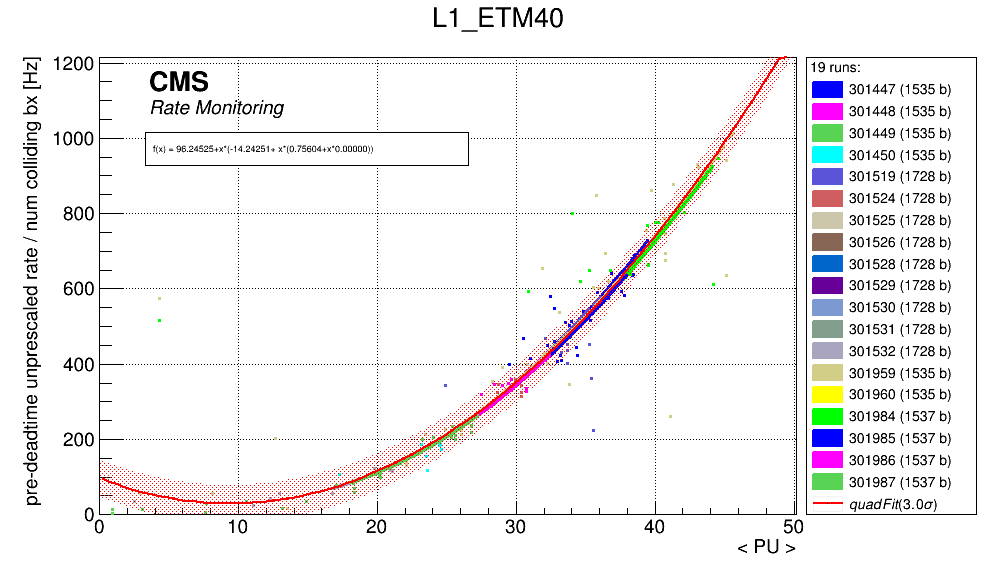 L1_ETM40
pre-deadtime unprescaled rate / num colliding bx [Hz]
1200
1000
800
600
400
200
0
CMS
Rate Monitoring
f(x) = 96.24525+x*(-14.24251+ x*(0.75604+x*0.00000))
0
10
20
30
40
50
< PU >
19 runs:
301447 (1535 b)
301448 (1535 b)
301449 (1535 b)
301450 (1535 b)
301519 (1728 b)
301524 (1728 b)
301525 (1728 b)
301526 (1728 b)
301528 (1728 b)
301529 (1728 b)
301530 (1728 b)
301531 (1728 b)
301532 (1728 b)
301959 (1535 b)
301960 (1535 b)
301984 (1537 b)
301985 (1537 b)
301986 (1537 b)
301987 (1537 b)
quadFit(3.0σ)